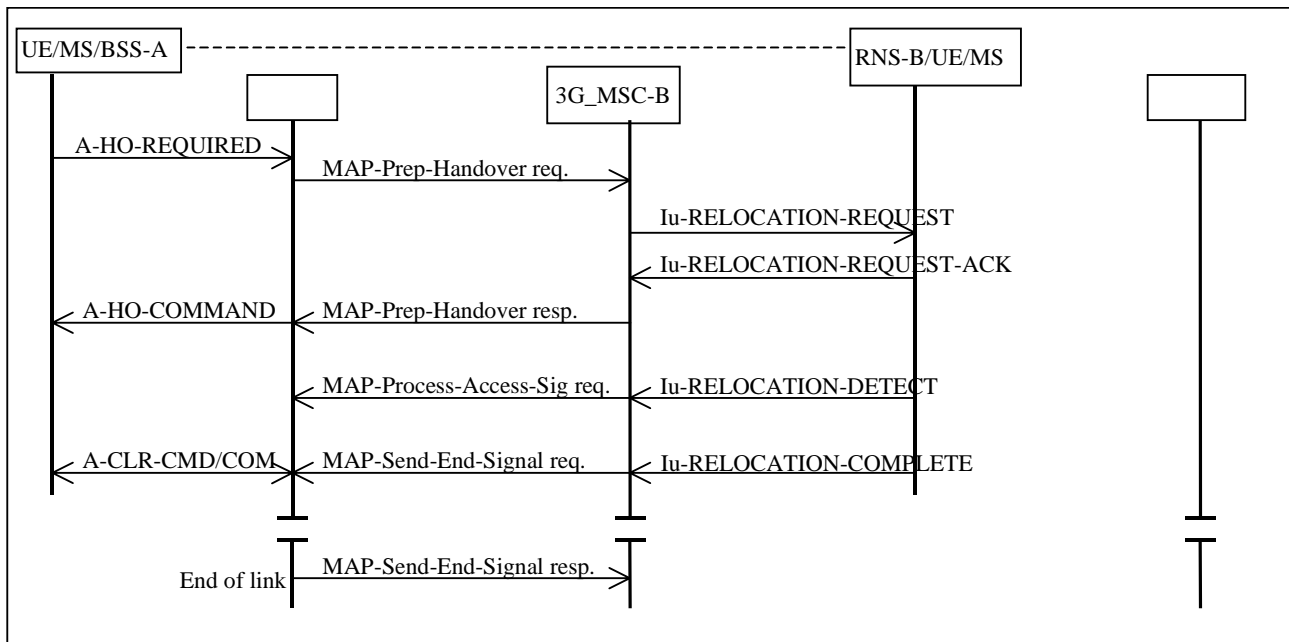 UE/MS/BSS-A
RNS-B/UE/MS
3G_MSC-B
A-HO-REQUIRED
MAP-Prep-Handover req.
Iu-RELOCATION-REQUEST
Iu-RELOCATION-REQUEST-ACK
A-HO-COMMAND
MAP-Prep-Handover resp.
MAP-Process-Access-Sig req.
Iu-RELOCATION-DETECT
A-CLR-CMD/COM
MAP-Send-End-Signal req.
Iu-RELOCATION-COMPLETE
End of link
MAP-Send-End-Signal resp.